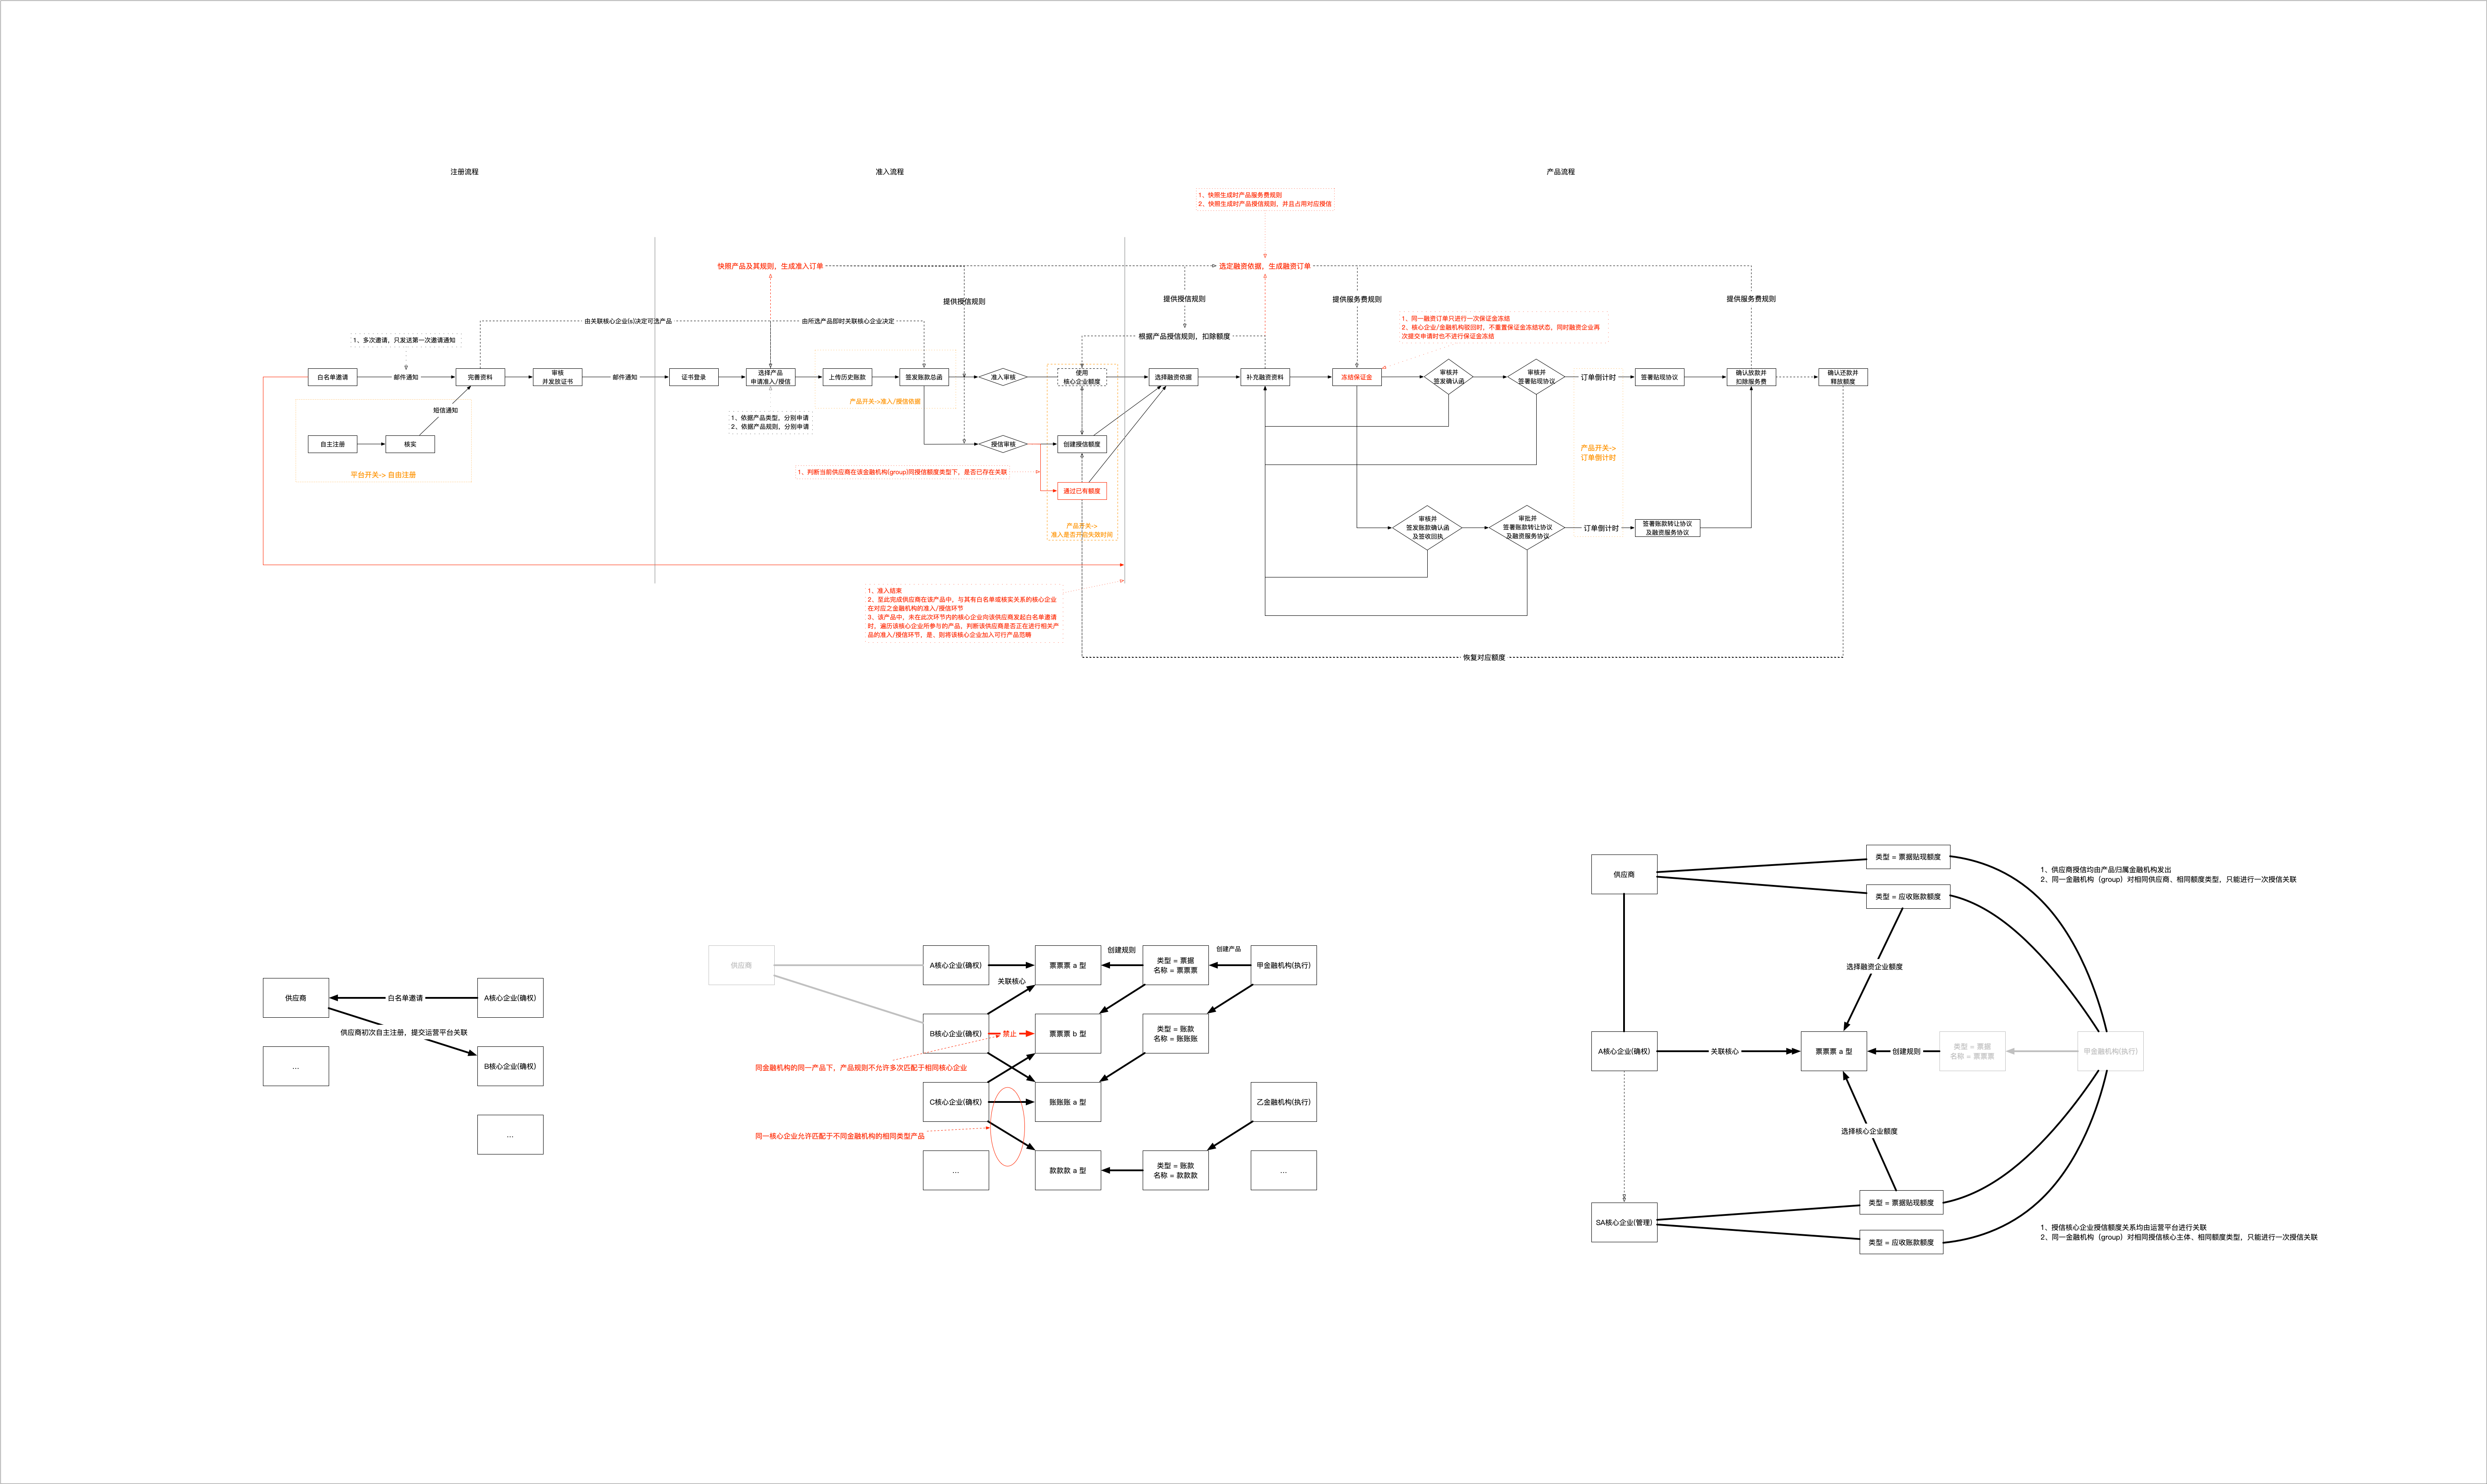 注册流程
准入流程
产品流程
1、快照生成时产品服务费规则
2、快照生成时产品授信规则，并且占用对应授信
快照产品及其规则，生成准入订单
选定融资依据，生成融资订单
提供授信规则
提供授信规则
提供服务费规则
提供服务费规则
由关联核心企业(s)决定可选产品
由所选产品即时关联核心企业决定
根据产品授信规则，扣除额度
1、同一融资订单只进行一次保证金冻结
2、核心企业/金融机构驳回时，不重置保证金冻结状态，同时融资企业再
次提交申请时也不进行保证金冻结
1、多次邀请，只发送第一次邀请通知
白名单邀请
邮件通知
完善资料
审核
并发放证书
邮件通知
证书登录
选择产品
申请准入/授信
上传历史账款
签发账款总函
准入审核
使用
核心企业额度
选择融资依据
补充融资资料
冻结保证金
审核并
签发确认函
审核并
签署贴现协议
订单倒计时
签署贴现协议
确认放款并
扣除服务费
确认还款并
释放额度
产品开关->准入/授信依据
短信通知
1、依据产品类型，分别申请
2、依据产品规则，分别申请
自主注册
核实
授信审核
创建授信额度
产品开关->
订单倒计时
平台开关-> 自由注册
1、判断当前供应商在该金融机构(group)同授信额度类型下，是否已存在关联
通过已有额度
产品开关->
准入是否开启失效时间
审核并
签发账款确认函
及签收回执
审批并
签署账款转让协议
及融资服务协议
订单倒计时
签署账款转让协议
及融资服务协议
1、准入结束
2、至此完成供应商在该产品中，与其有白名单或核实关系的核心企业
在对应之金融机构的准入/授信环节
3、该产品中，未在此次环节内的核心企业向该供应商发起白名单邀请
时，遍历该核心企业所参与的产品，判断该供应商是否正在进行相关产
品的准入/授信环节，是、则将该核心企业加入可行产品范畴
恢复对应额度
供应商
白名单邀请
A核心企业(确权)
供应商初次自主注册，提交运营平台关联
...
B核心企业(确权)
...
供应商
A核心企业(确权)
票票票 a 型
创建规则
类型 = 票据
名称 = 票票票
创建产品
甲金融机构(执行)
关联核心
B核心企业(确权)
禁止
票票票 b 型
类型 = 账款
名称 = 账账账
同金融机构的同一产品下，产品规则不允许多次匹配于相同核心企业
C核心企业(确权)
账账账 a 型
乙金融机构(执行)
同一核心企业允许匹配于不同金融机构的相同类型产品
...
款款款 a 型
类型 = 账款
名称 = 款款款
...
供应商
类型 = 票据贴现额度
类型 = 应收账款额度
1、供应商授信均由产品归属金融机构发出
2、同一金融机构（group）对相同供应商、相同额度类型，只能进行一次授信关联
选择融资企业额度
A核心企业(确权)
关联核心
票票票 a 型
创建规则
类型 = 票据
名称 = 票票票
甲金融机构(执行)
选择核心企业额度
SA核心企业(管理)
类型 = 票据贴现额度
类型 = 应收账款额度
1、授信核心企业授信额度关系均由运营平台进行关联
2、同一金融机构（group）对相同授信核心主体、相同额度类型，只能进行一次授信关联